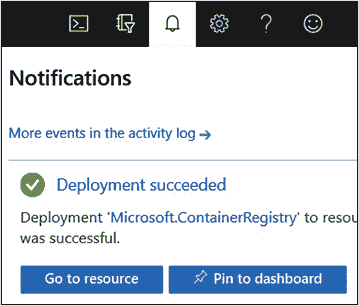 Notifications
More events in the activity log →
Deployment succeeded
Deployment 'Microsoft.ContainerRegistry' to resou
was successful.
Go to resource
Pin to dashboard